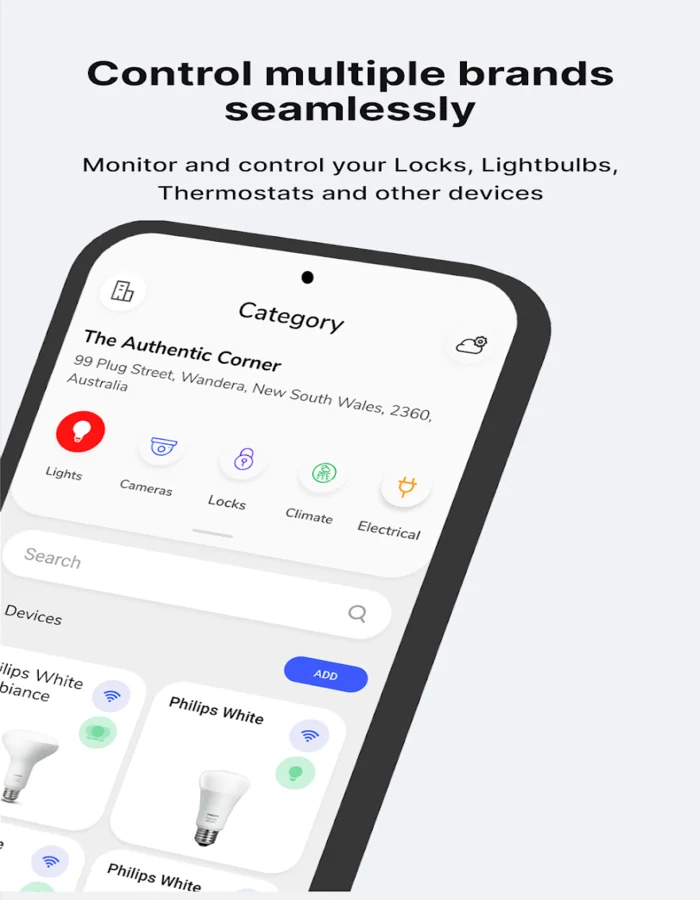 Control multiple brands
seamlessly
Monitor and control your Locks, Lightbulbs,
Thermostats and other devices
Category
The Authentic Corner
99 Plug Street, Wandera, New South Wales, 2360,
Australia
Lights
Cameras
Locks
Climate
Electrical
Search
Devices
ADD
ilips White
biance
Philips White
Philips White